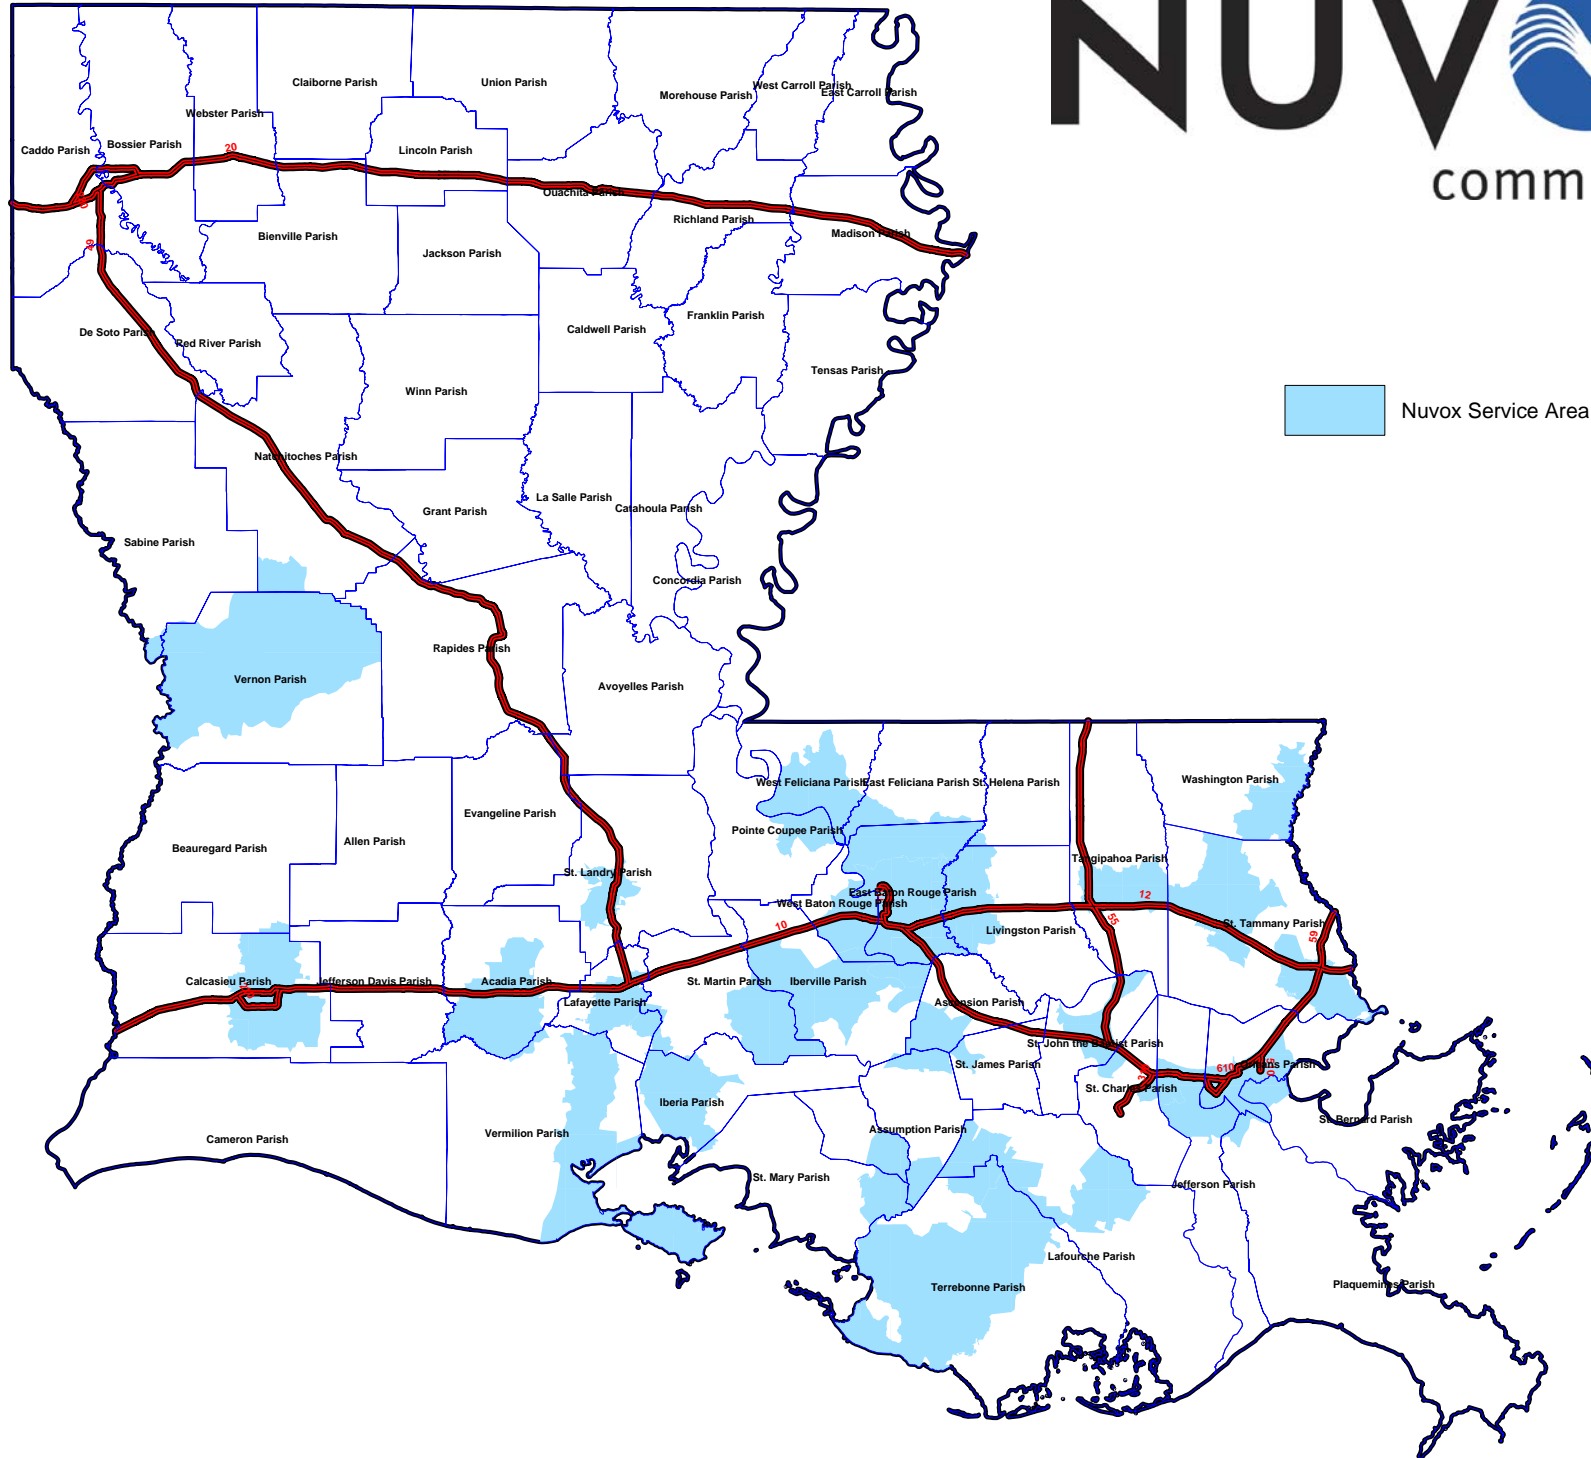 NUV
comm
Claiborne Parish
Union Parish
Morehouse Parish
West Carroll Parish
East Carroll Parish
Webster Parish
Caddo Parish
Bossier Parish
20
Lincoln Parish
Ouachita Parish
Richland Parish
Madison Parish
49
Bienville Parish
Jackson Parish
De Soto Parish
Red River Parish
Caldwell Parish
Franklin Parish
Tensas Parish
Winn Parish
Nuvox Service Area
Natchitoches Parish
Grant Parish
La Salle Parish
Catahoula Parish
Sabine Parish
Concordia Parish
Rapides Parish
Vernon Parish
Avoyelles Parish
West Feliciana Parish
East Feliciana Parish
St. Helena Parish
Washington Parish
Evangeline Parish
Pointe Coupee Parish
Beauregard Parish
Allen Parish
St. Landry Parish
Tangipahoa Parish
East Baton Rouge Parish
West Baton Rouge Parish
12
10
55
Livingston Parish
St. Tammany Parish
59
Calcasieu Parish
Jefferson Davis Parish
Acadia Parish
Lafayette Parish
St. Martin Parish
Iberville Parish
Ascension Parish
St. John the Baptist Parish
St. James Parish
610
Orleans Parish
St. Charles Parish
Iberia Parish
St. Bernard Parish
Cameron Parish
Vermilion Parish
Assumption Parish
St. Mary Parish
Jefferson Parish
Lafourche Parish
Terrebonne Parish
Plaquemines Parish